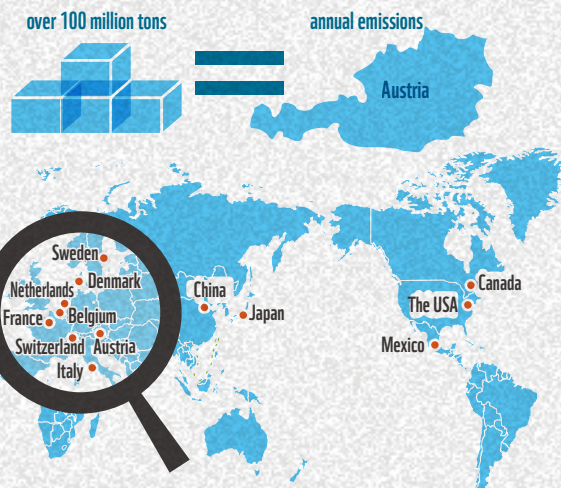 over 100 million tons
annual emissions
Austria
Sweden
Denmark
Netherlands
France
Belgium
Switzerland
Austria
Italy
China
Japan
Canada
The USA
Mexico